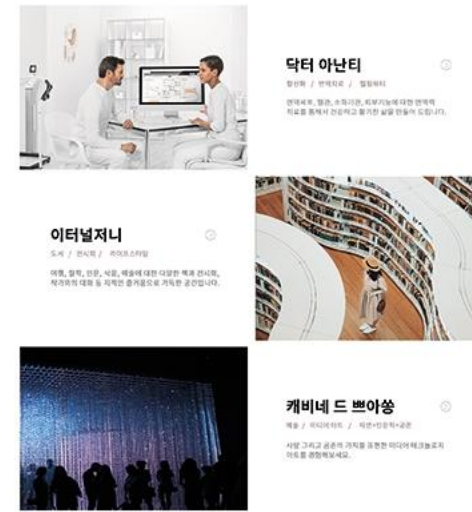 닥터 아난티
항산화 / 면역치료 / 힐링뷰티
면역세포, 혈관, 소화기관, 피부기능에 대한 면역력
치료를 통해서 건강하고 활기찬 삶을 만들어 드립니다.
이터널저니
도서 / 전시회 / 라이프스타일
여행, 철학, 인문, 식음, 예술에 대한 다양한 책과 전시회,
작가와의 대화 등 지적인 즐거움으로 가득한 공간입니다.
캐비네 드 쁘아쏭
예술 / 미디어아트 / 자연+인문학+공존
사랑 그리고 공존의 가치를 표현한 미디어 테크놀로지
아트를 경험해보세요.